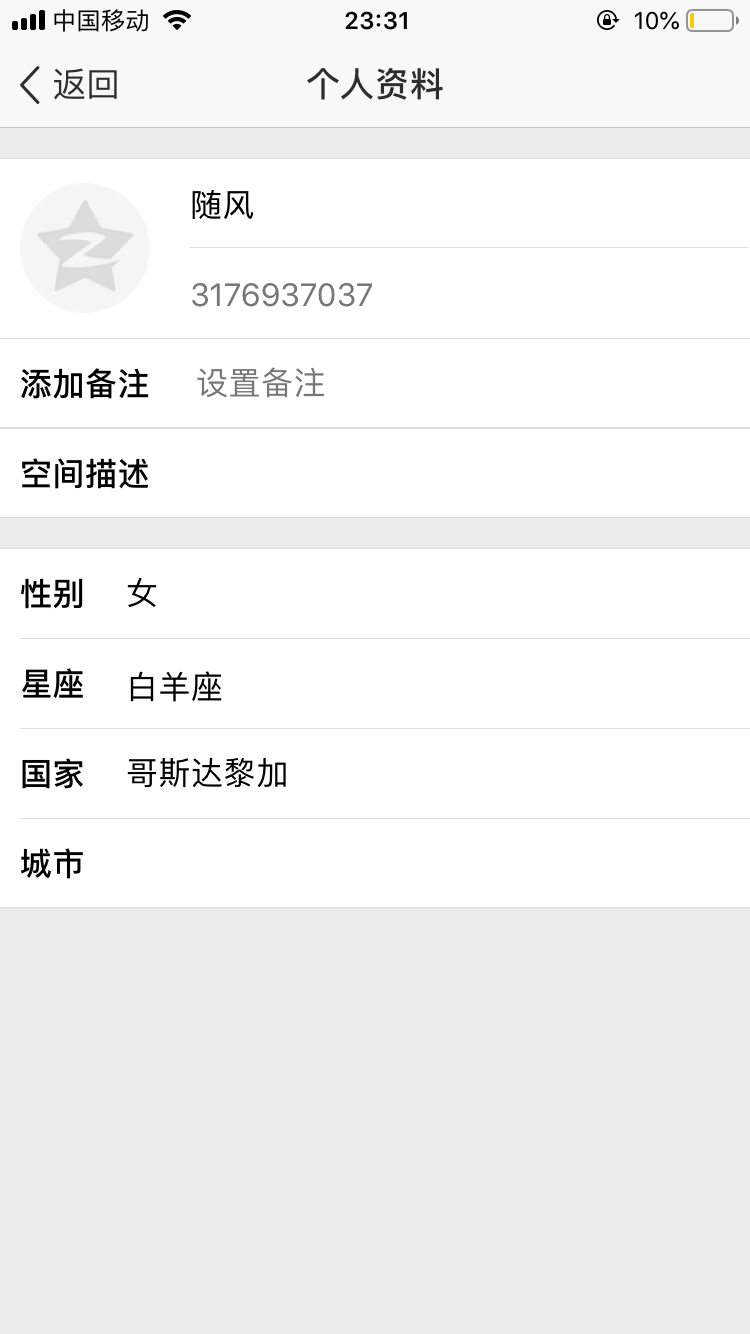 中国移动 23:31 10%
返回 个人资料
随风
3176937037
添加备注 设置备注
空间描述
性别 女
星座 白羊座
国家 哥斯达黎加
城市